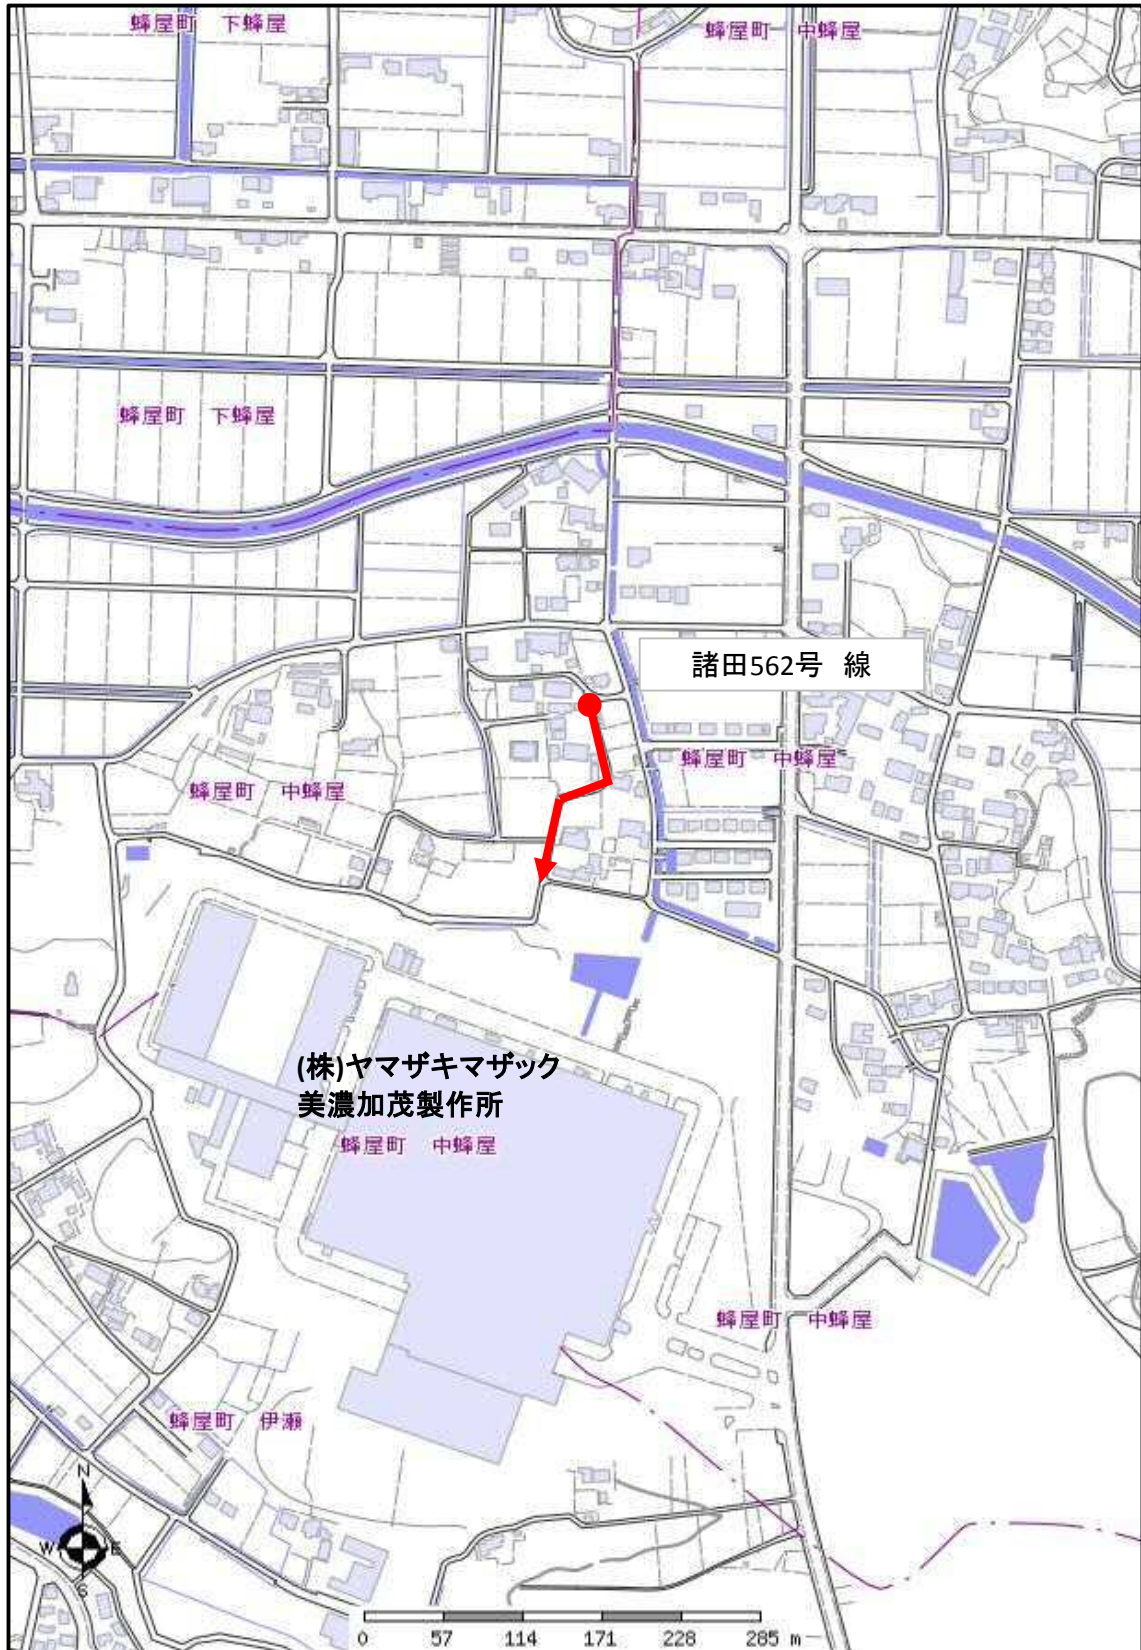 蜂屋町　下蜂屋
蜂屋町　中蜂屋
蜂屋町　下蜂屋
諸田562号　線
蜂屋町　中蜂屋
蜂屋町　中蜂屋
(株)ヤマザキマザック
美濃加茂製作所
蜂屋町　中蜂屋
蜂屋町　中蜂屋
蜂屋町　伊瀬
N
W E
S
0 57 114 171 228 285 m